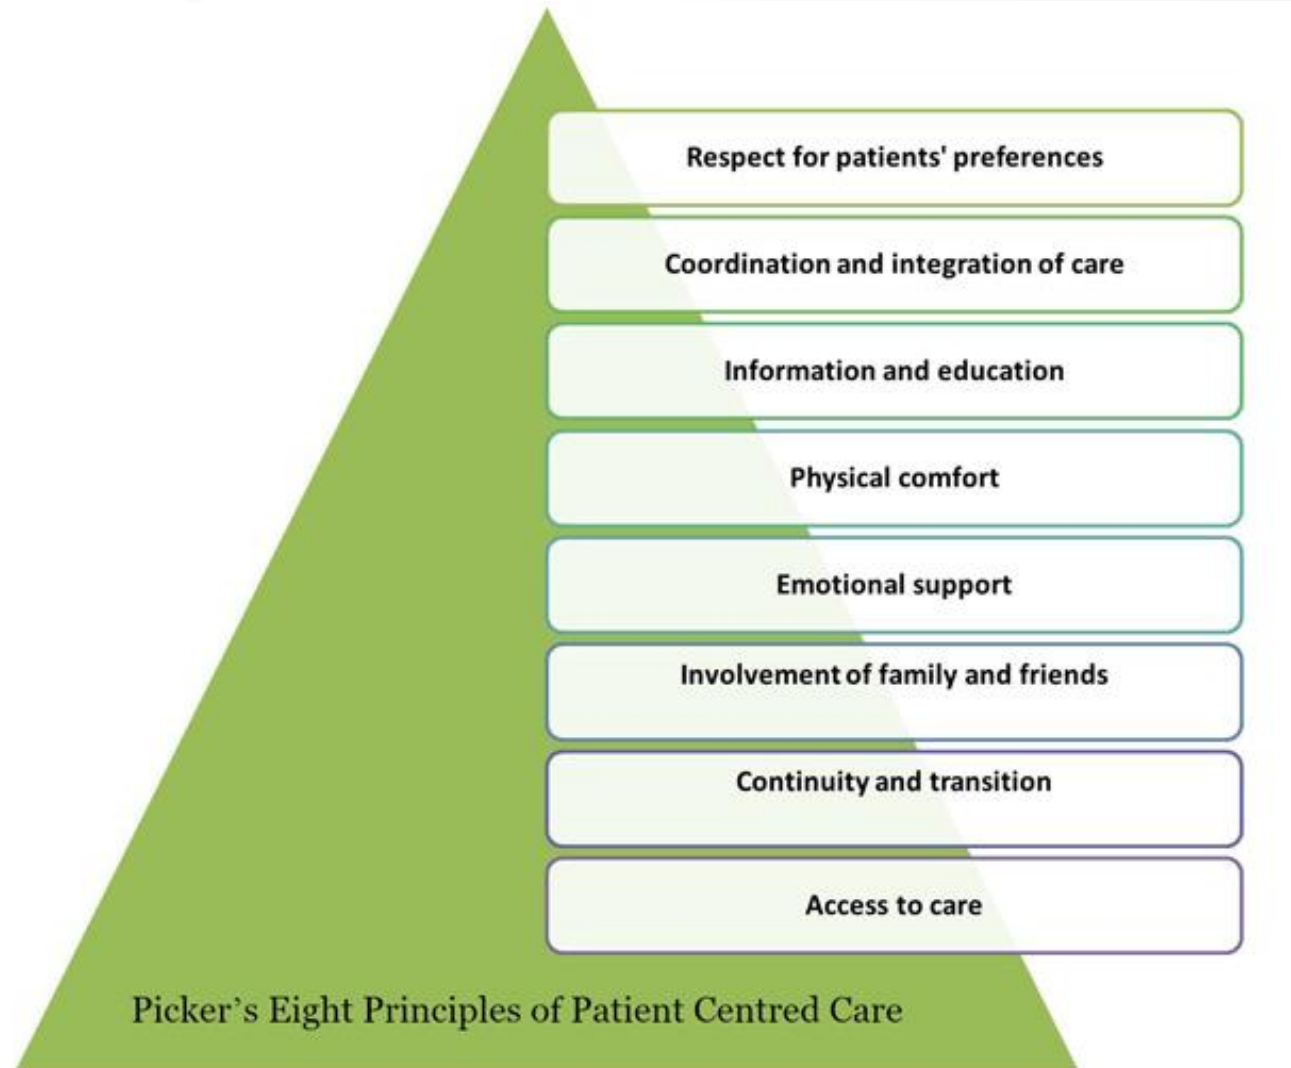 Respect for patients' preferences
Coordination and integration of care
Information and education
Physical comfort
Emotional support
Involvement of family and friends
Continuity and transition
Access to care
Picker’s Eight Principles of Patient Centred Care